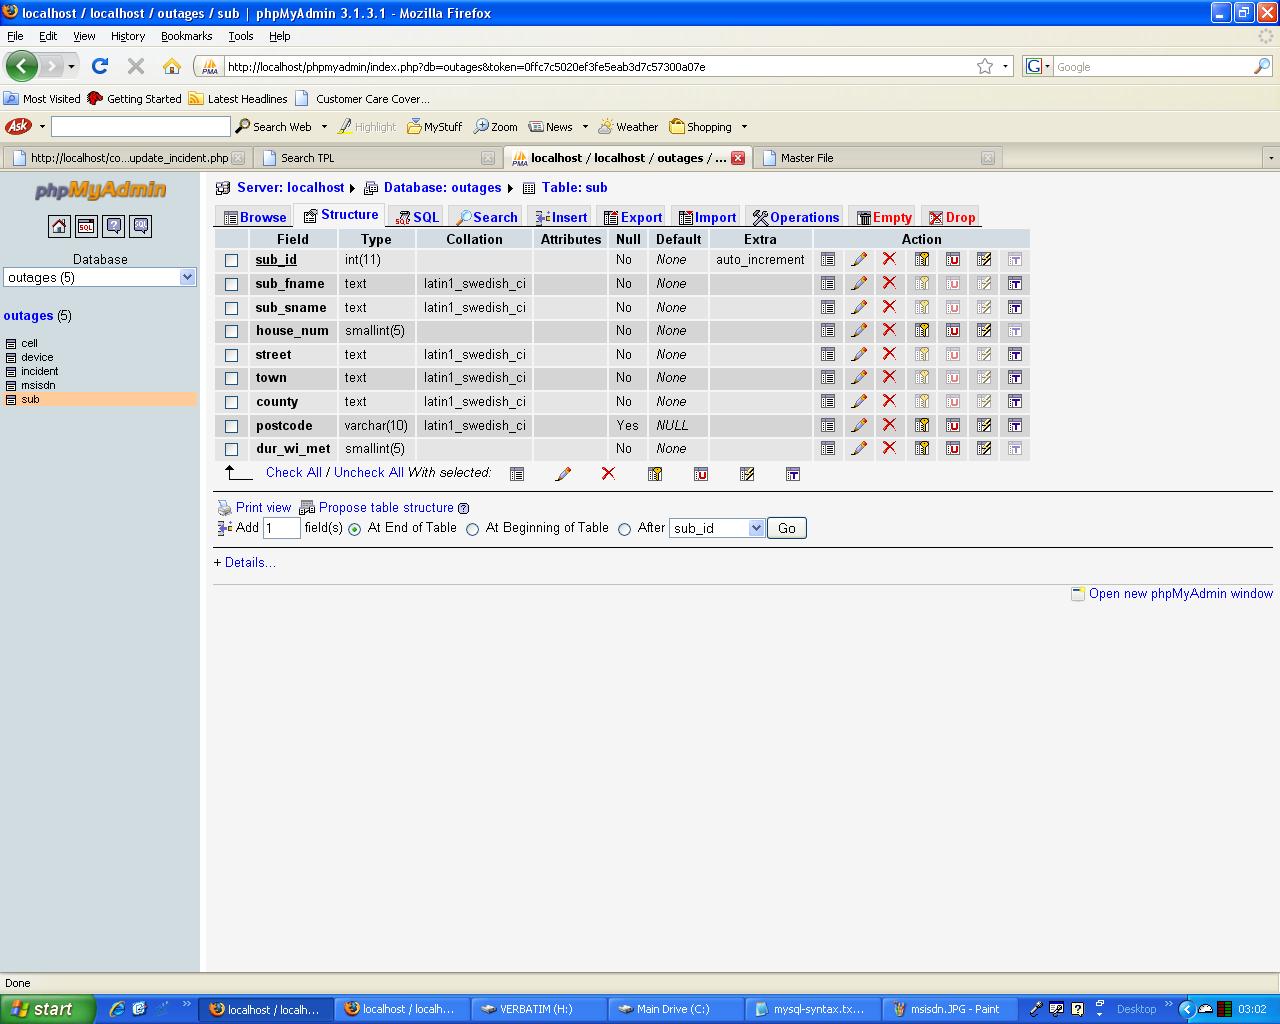 localhost / localhost / outages / sub | phpMyAdmin 3.1.3.1 - Mozilla Firefox
File Edit View History Bookmarks Tools Help
PMA http://localhost/phpmyadmin/index.php?db=outages&token=0ffc7c5020ef3fe5eab3d7c57300a07e G Google
Most Visited Getting Started Latest Headlines Customer Care Cover...
Ask Search Web Highlight MyStuff Zoom News Weather Shopping
http://localhost/co...update_incident.php Search TPL PMA localhost / localhost / outages / ... Master File
phpMyAdmin
SQL
Database
outages (5)
outages (5)
cell
device
incident
msisdn
sub
Server: localhost Database: outages Table: sub
Browse Structure SQL Search Insert Export Import Operations Empty Drop
Field Type Collation Attributes Null Default Extra Action
sub_id int(11) No None auto_increment
sub_fname text latin1_swedish_ci No None
sub_sname text latin1_swedish_ci No None
house_num smallint(5) No None
street text latin1_swedish_ci No None
town text latin1_swedish_ci No None
county text latin1_swedish_ci No None
postcode varchar(10) latin1_swedish_ci Yes NULL
dur_wi_met smallint(5) No None
Check All / Uncheck All With selected:
Print view Propose table structure
Add 1 field(s) At End of Table At Beginning of Table After sub_id Go
+ Details...
Open new phpMyAdmin window
Done
start localhost / localh... localhost / localh... VERBATIM (H:) Main Drive (C:) mysql-syntax.tx... msisdn.JPG - Paint Desktop 03:02